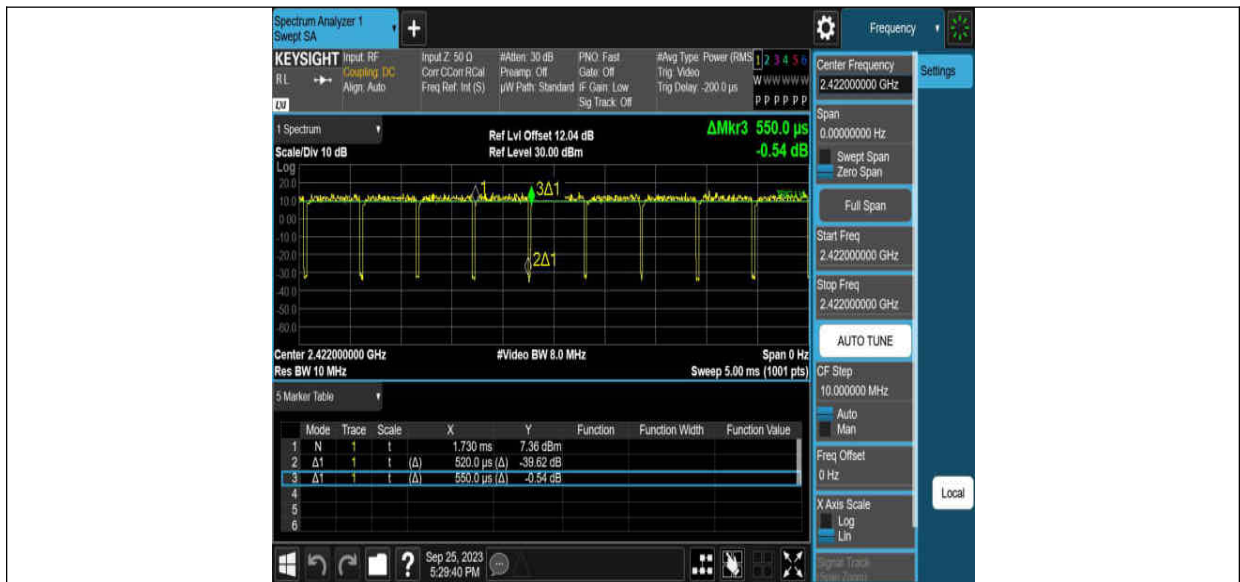 Spectrum Analyzer 1
Swept SA
Frequency
KEYSIGHT
RL
LXI
Input: RF
Coupling: DC
Align: Auto
Input Z: 50 Ω
Corr CCorr RCal
Freq Ref: Int (S)
#Atten: 30 dB
Preamp: Off
µW Path: Standard
PNO: Fast
Gate: Off
IF Gain: Low
Sig Track: Off
#Avg Type: Power (RMS
Trig: Video
Trig Delay: -200.0 µs
1 2 3 4 5 6
W W W W W W
P P P P P P
1 Spectrum
Scale/Div 10 dB
Log
Ref Lvl Offset 12.04 dB
Ref Level 30.00 dBm
ΔMkr3 550.0 µs
-0.54 dB
20.0
10.0
0.00
-10.0
-20.0
-30.0
-40.0
-50.0
-60.0
1
3Δ1
2Δ1
Center 2.422000000 GHz
#Video BW 8.0 MHz
Span 0 Hz
Res BW 10 MHz
Sweep 5.00 ms (1001 pts)
5 Marker Table
Mode Trace Scale X Y Function Function Width Function Value
1 N 1 t 1.730 ms 7.36 dBm
2 Δ1 1 t (Δ) 520.0 µs (Δ) -39.62 dB
3 Δ1 1 t (Δ) 550.0 µs (Δ) -0.54 dB
4
5
6
?
Sep 25, 2023
5:29:40 PM
Center Frequency
2.422000000 GHz
Settings
Span
0.00000000 Hz
Swept Span
Zero Span
Full Span
Start Freq
2.422000000 GHz
Stop Freq
2.422000000 GHz
AUTO TUNE
CF Step
10.000000 MHz
Auto
Man
Freq Offset
0 Hz
X Axis Scale
Log
Lin
Signal Track
(Span Zoom)
Local